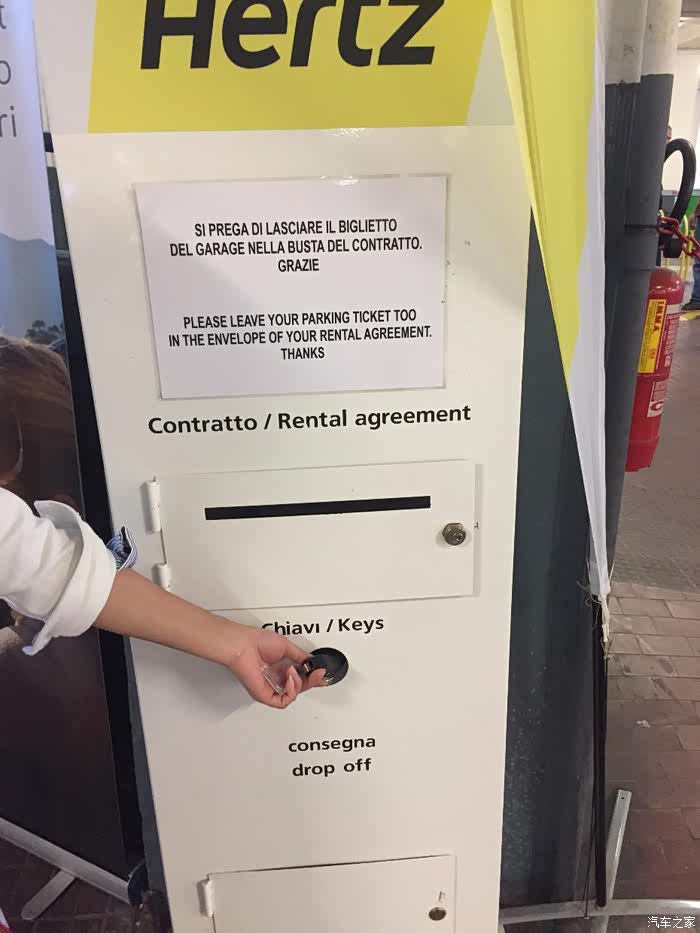 Hertz
SI PREGA DI LASCIARE IL BIGLIETTO
DEL GARAGE NELLA BUSTA DEL CONTRATTO.
GRAZIE
PLEASE LEAVE YOUR PARKING TICKET TOO
IN THE ENVELOPE OF YOUR RENTAL AGREEMENT.
THANKS
Contratto / Rental agreement
Chiavi / Keys
consegna
drop off
汽车之家